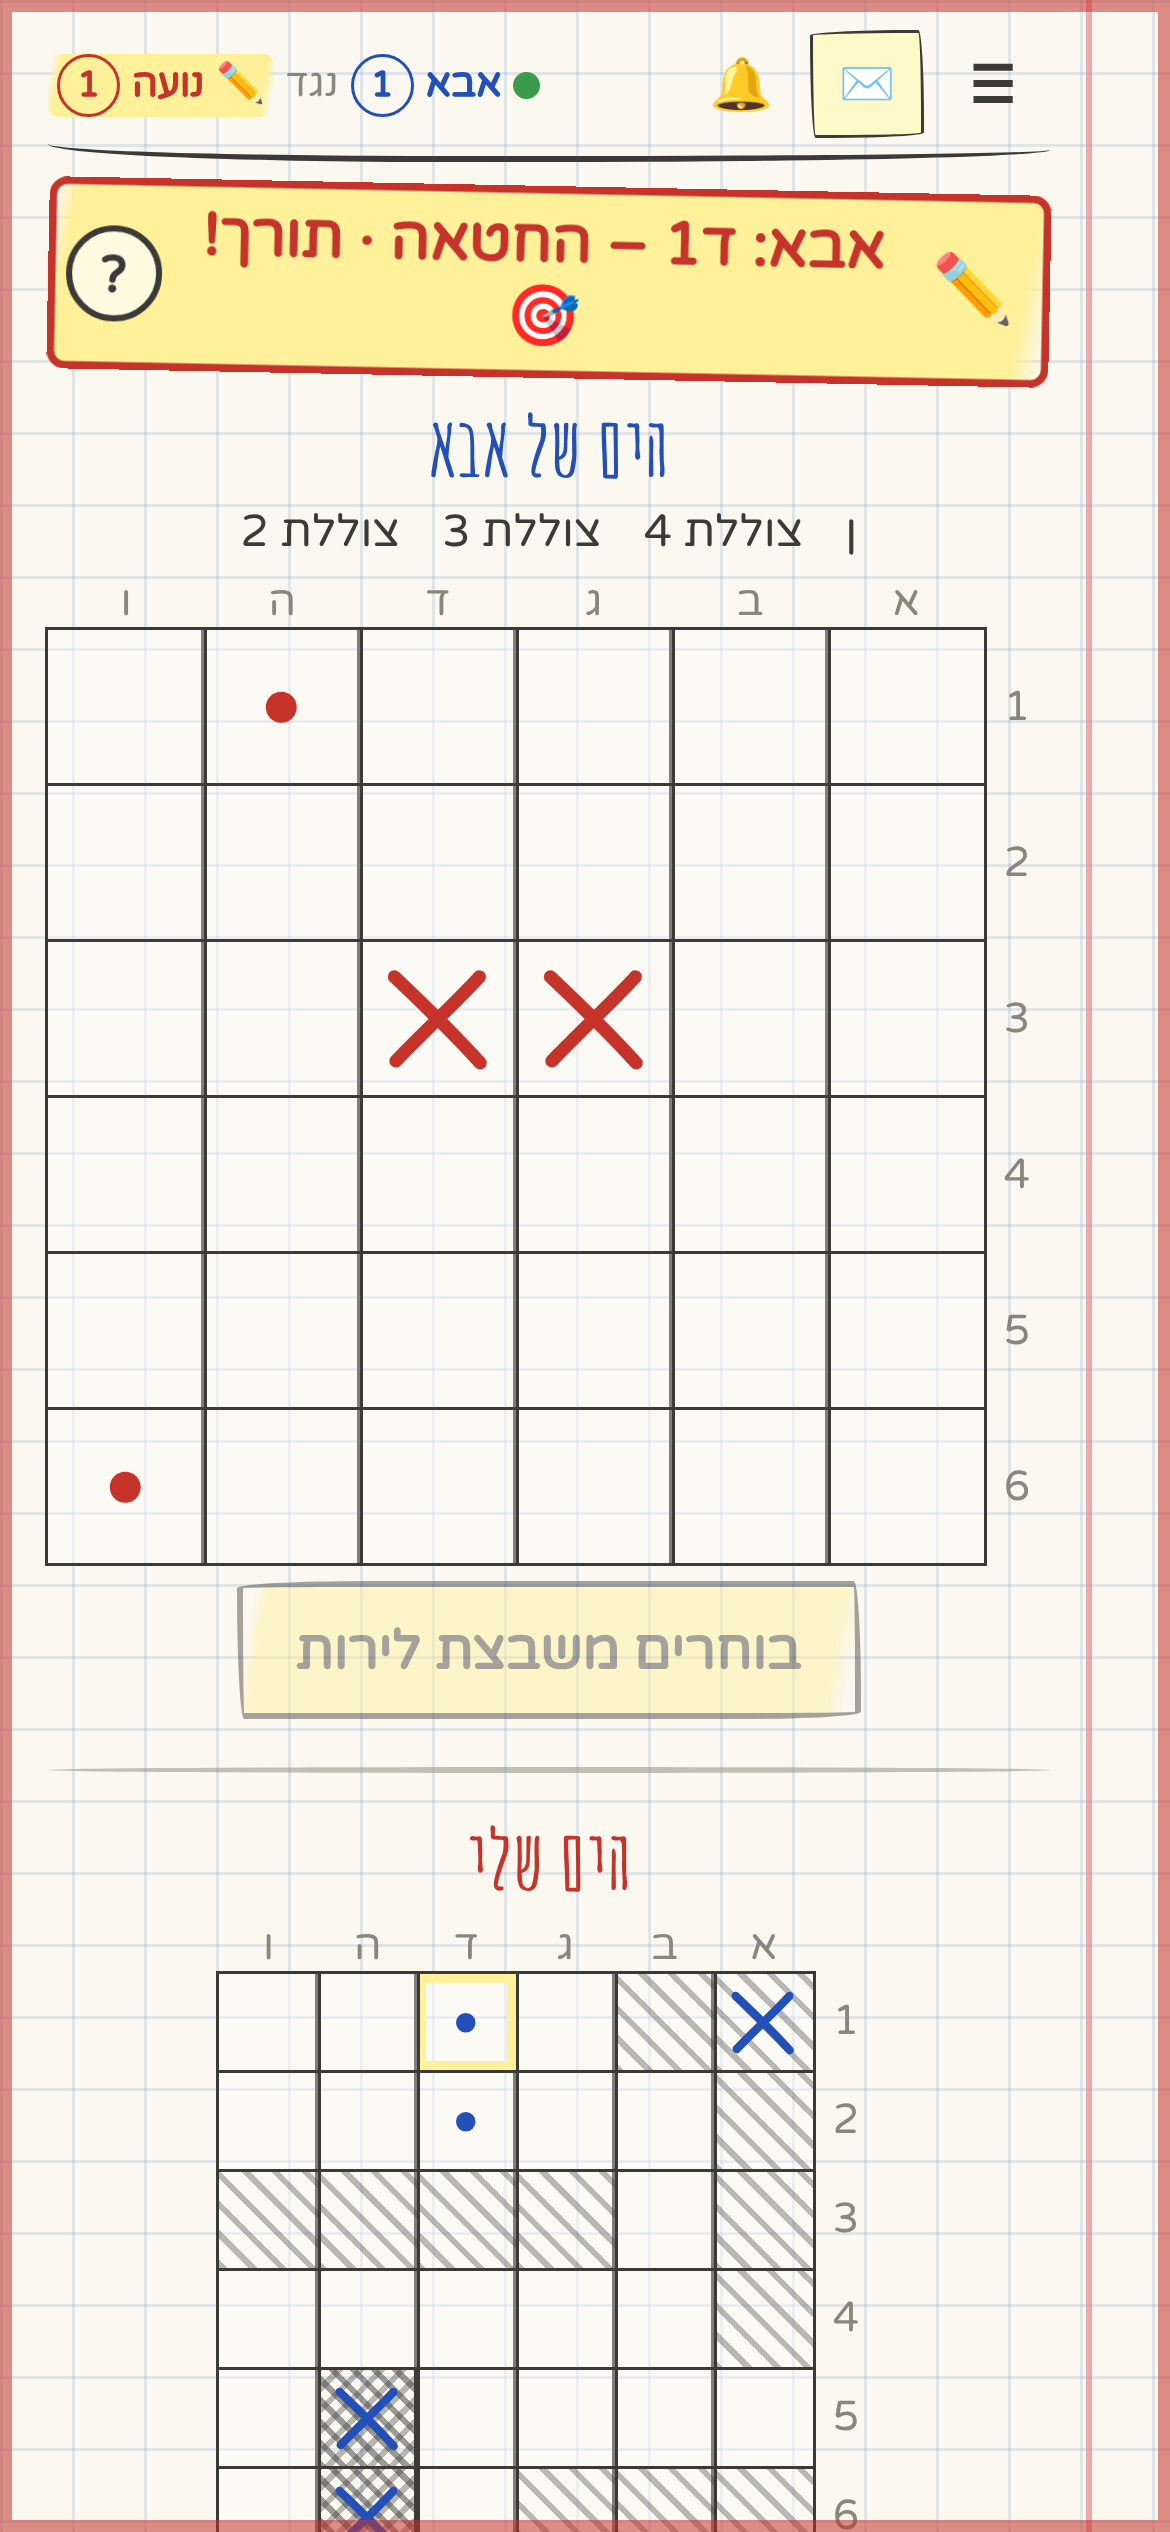 אבא 1 נגד נועה 1
אבא: ד1 – החטאה · תורך!
?
הים של אבא
צוללת 4 צוללת 3 צוללת 2
א ב ג ד ה ו
1
2
3
4
5
6
בוחרים משבצת לירות
הים שלי
א ב ג ד ה ו
1
2
3
4
5
6